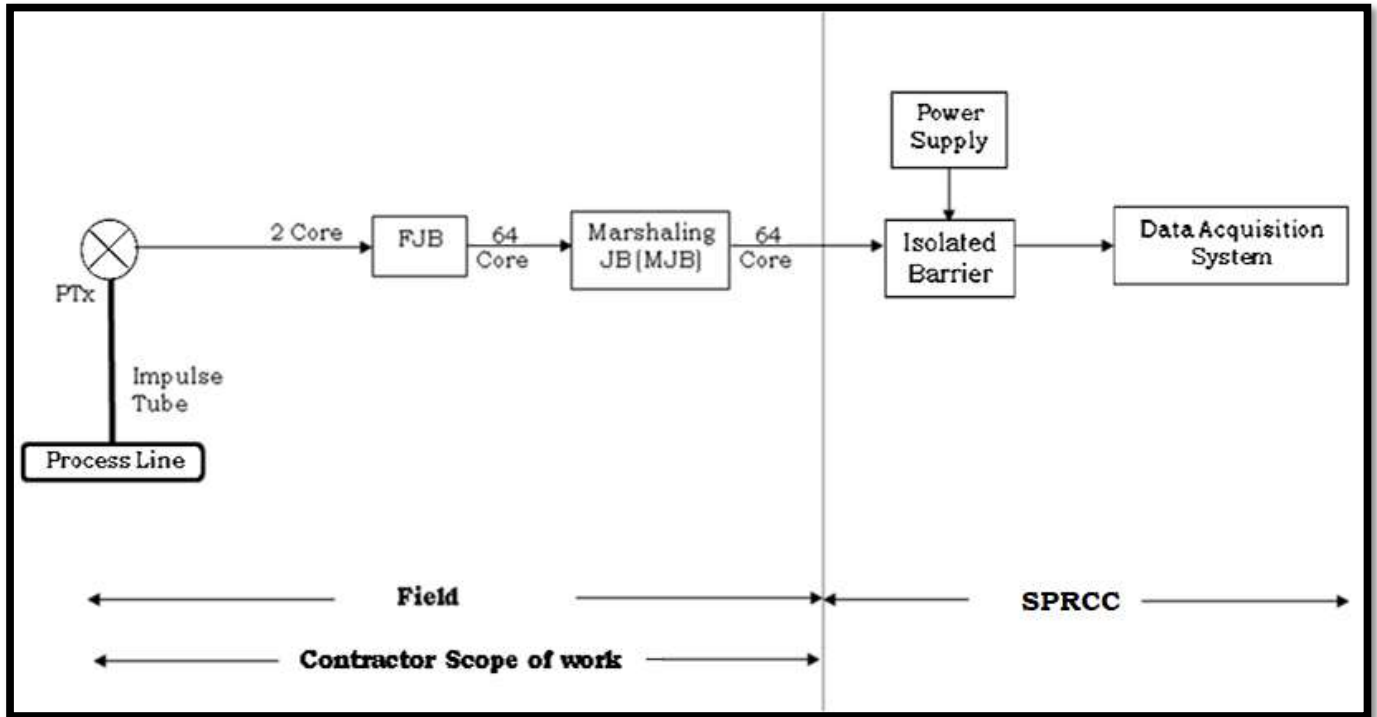 Power
Supply
2 Core
FJB
64
Core
Marshaling
JB(MJB)
64
Core
Isolated
Barrier
Data Acquisition
System
PTx
Impulse
Tube
Process Line
Field
SPRCC
Contractor Scope of work